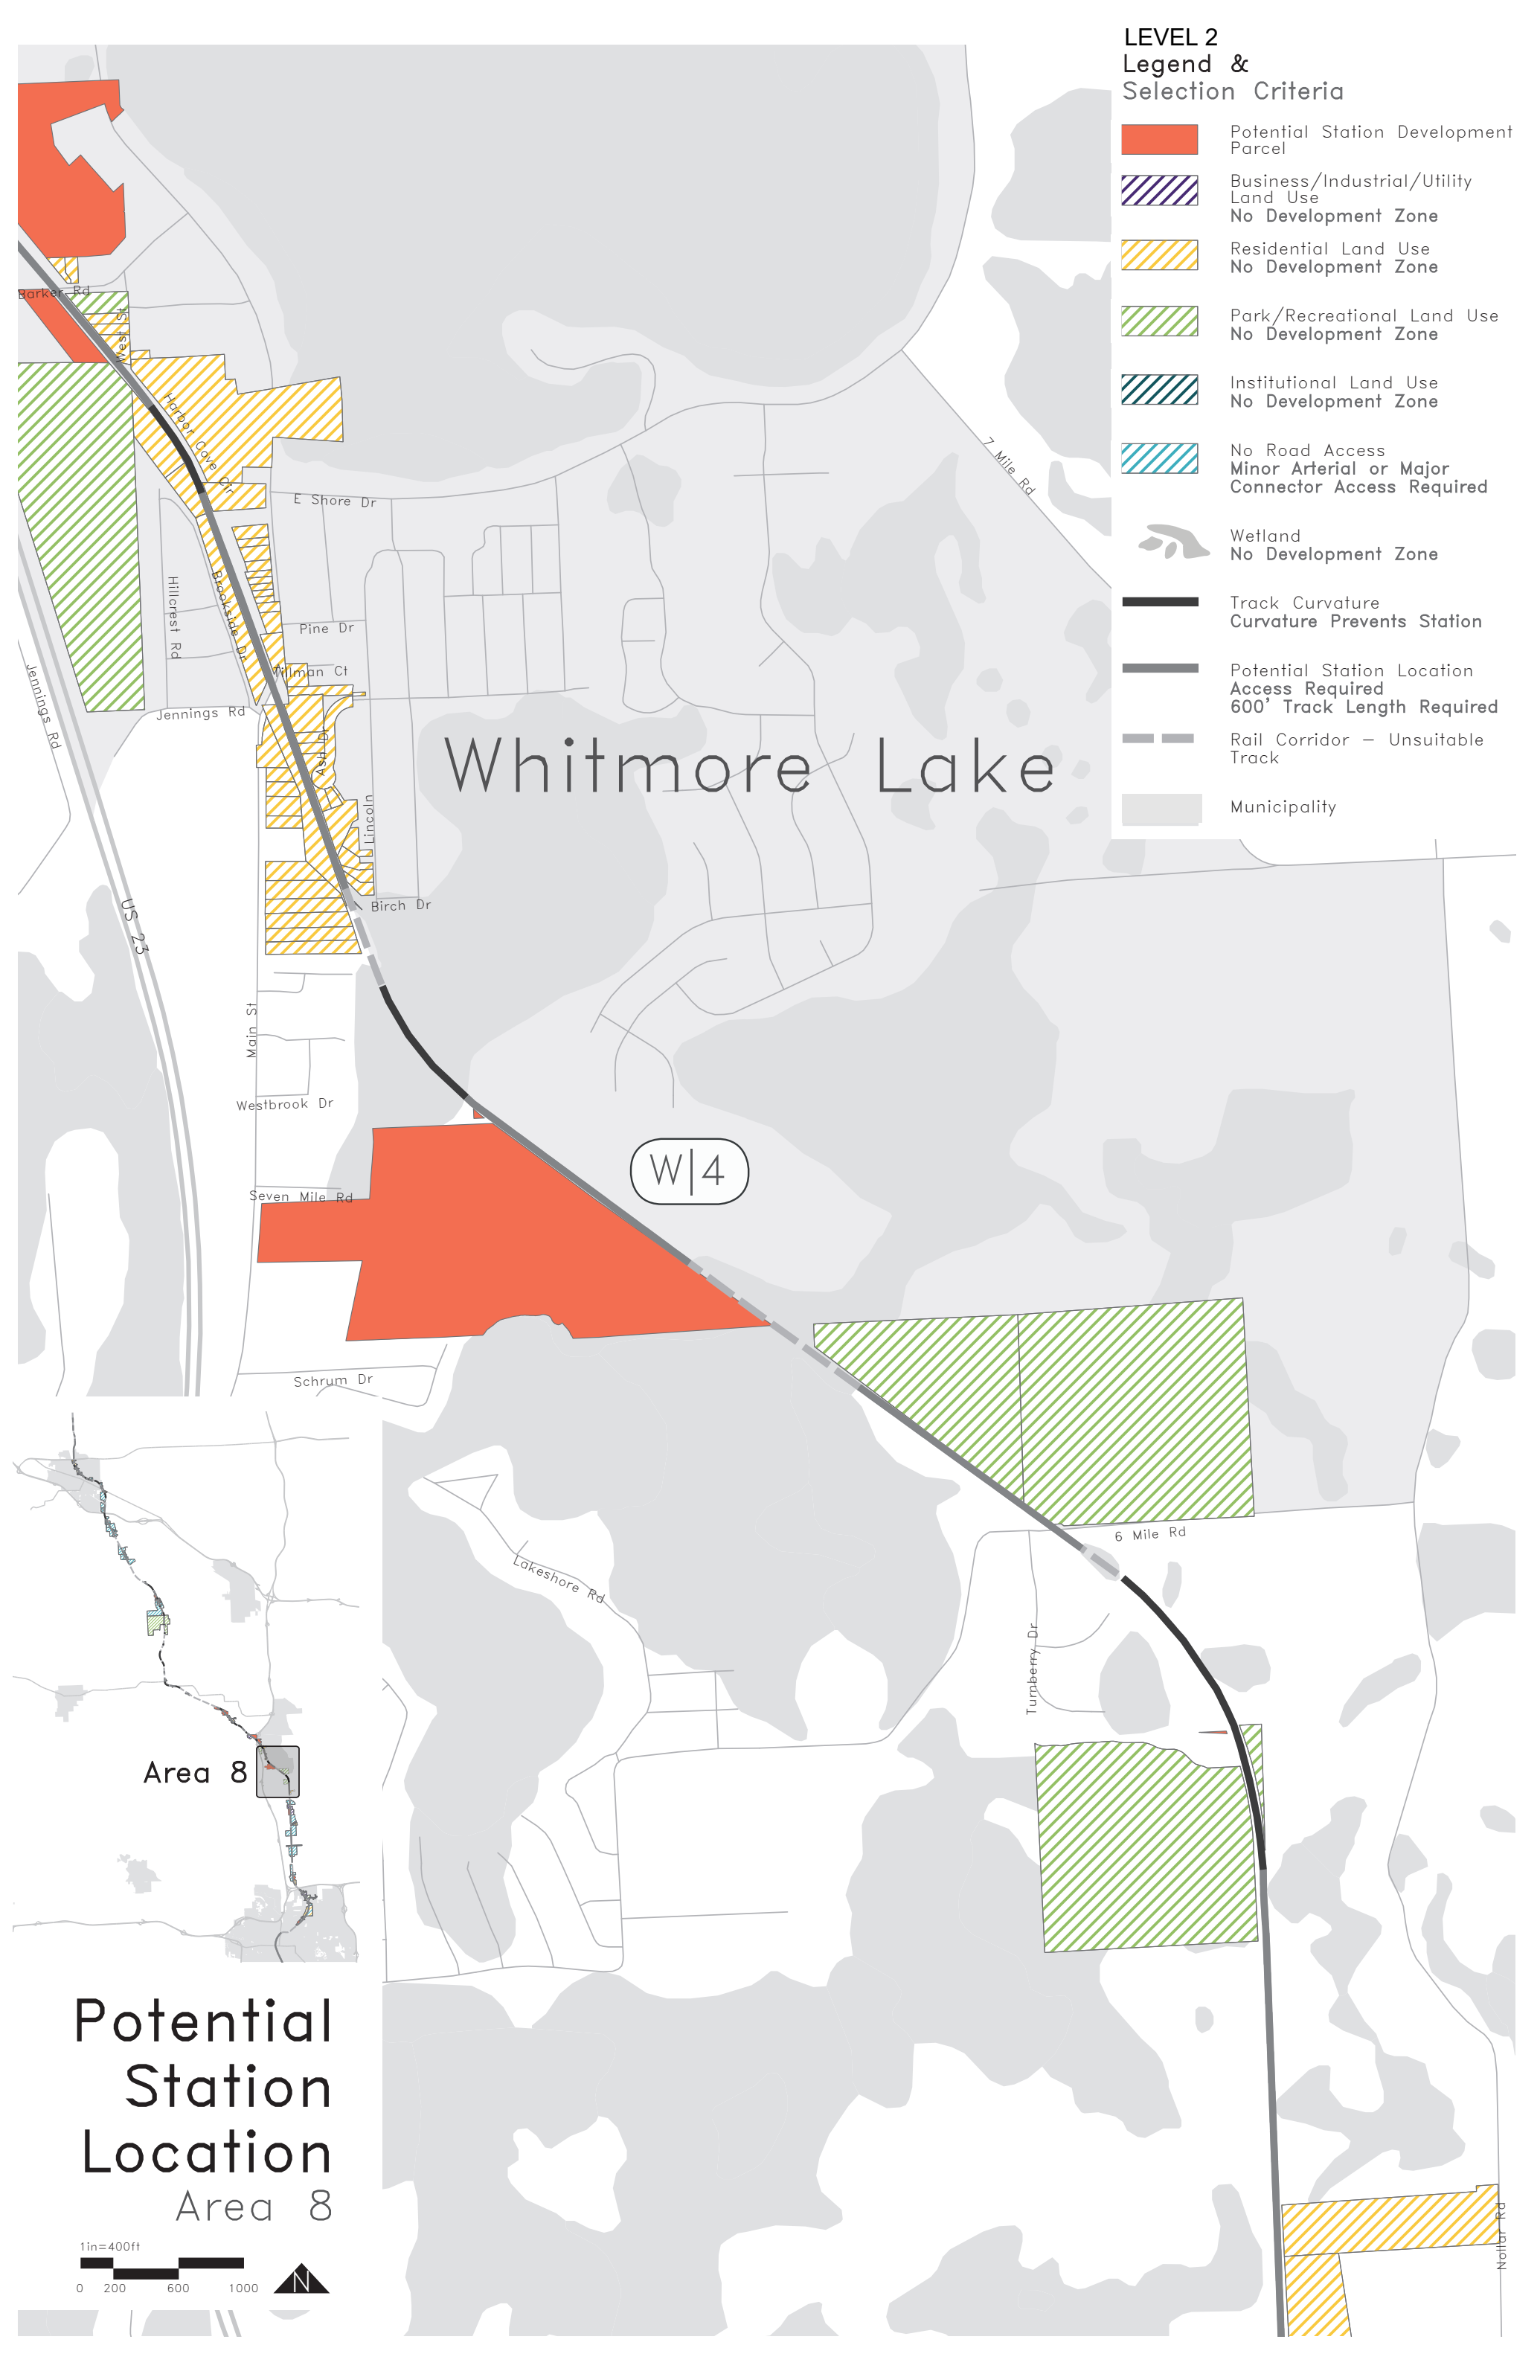 LEVEL 2
Legend &
Selection Criteria
Potential Station Development
Parcel
Business/Industrial/Utility
Land Use
No Development Zone
Residential Land Use
No Development Zone
Park/Recreational Land Use
No Development Zone
Institutional Land Use
No Development Zone
No Road Access
Minor Arterial or Major
Connector Access Required
Wetland
No Development Zone
Track Curvature
Curvature Prevents Station
Potential Station Location
Access Required
600' Track Length Required
Rail Corridor – Unsuitable
Track
Municipality
Barker Rd
West St
Harbor Cove Cir
7 Mile Rd
E Shore Dr
Hillcrest Rd
Brookside Dr
Pine Dr
Tillman Ct
Jennings Rd
Jennings Rd
Ash Dr
Whitmore Lake
Lincoln
US 23
Birch Dr
Main St
Westbrook Dr
W|4
Seven Mile Rd
Schrum Dr
6 Mile Rd
Lakeshore Rd
Turnberry Dr
Area 8
Potential
Station
Location
Area 8
Nollar Rd
1in=400ft
0 200 600 1000
N